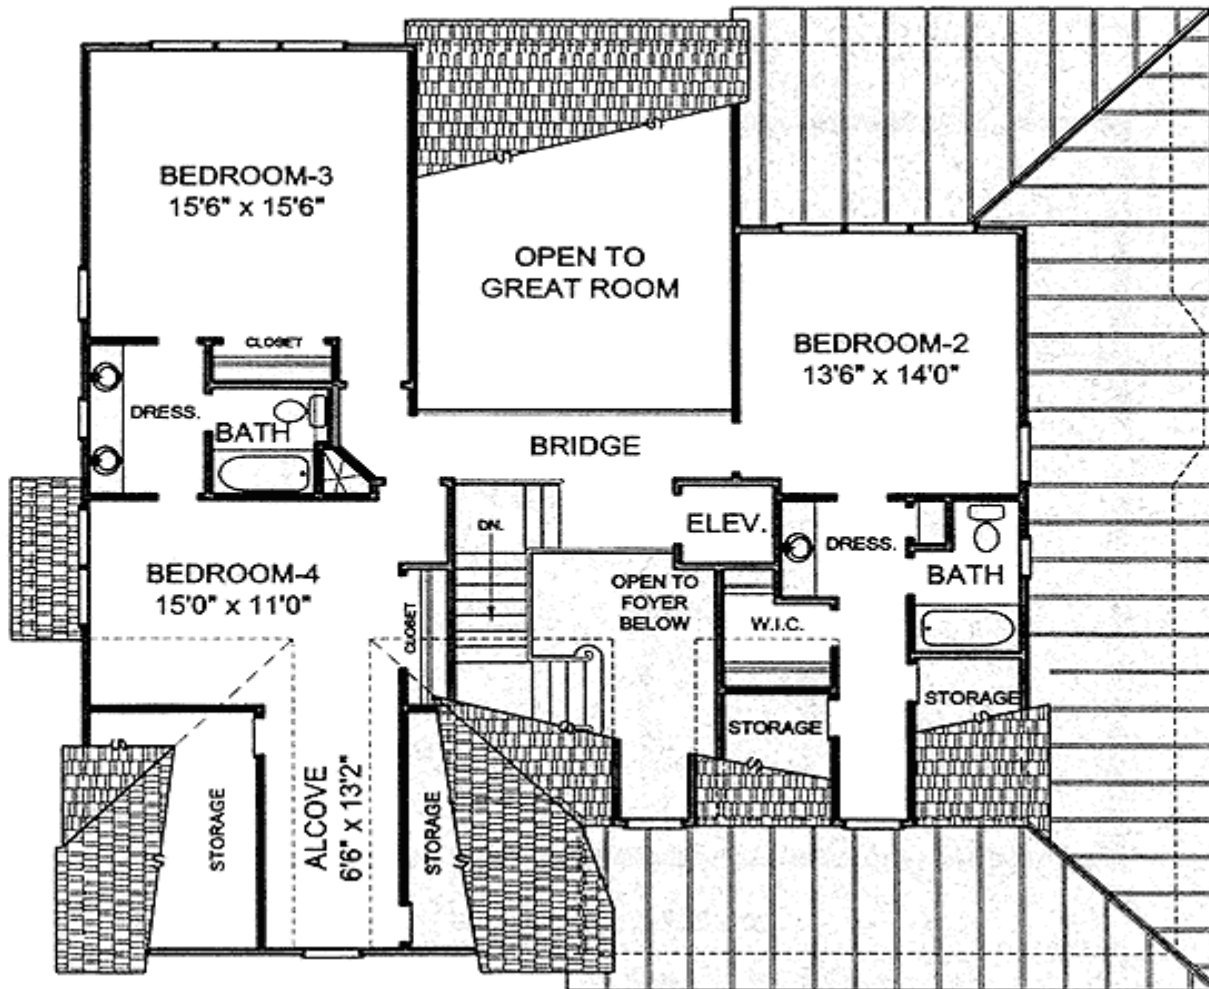 BEDROOM-3
15'6" x 15'6"
OPEN TO
GREAT ROOM
CLOSET
BEDROOM-2
13'6" x 14'0"
DRESS.
BATH
BRIDGE
DN.
ELEV.
DRESS.
BATH
BEDROOM-4
15'0" x 11'0"
OPEN TO
FOYER
BELOW
CLOSET
W.I.C.
STORAGE
STORAGE
ALCOVE
6'6" x 13'2"
STORAGE
STORAGE